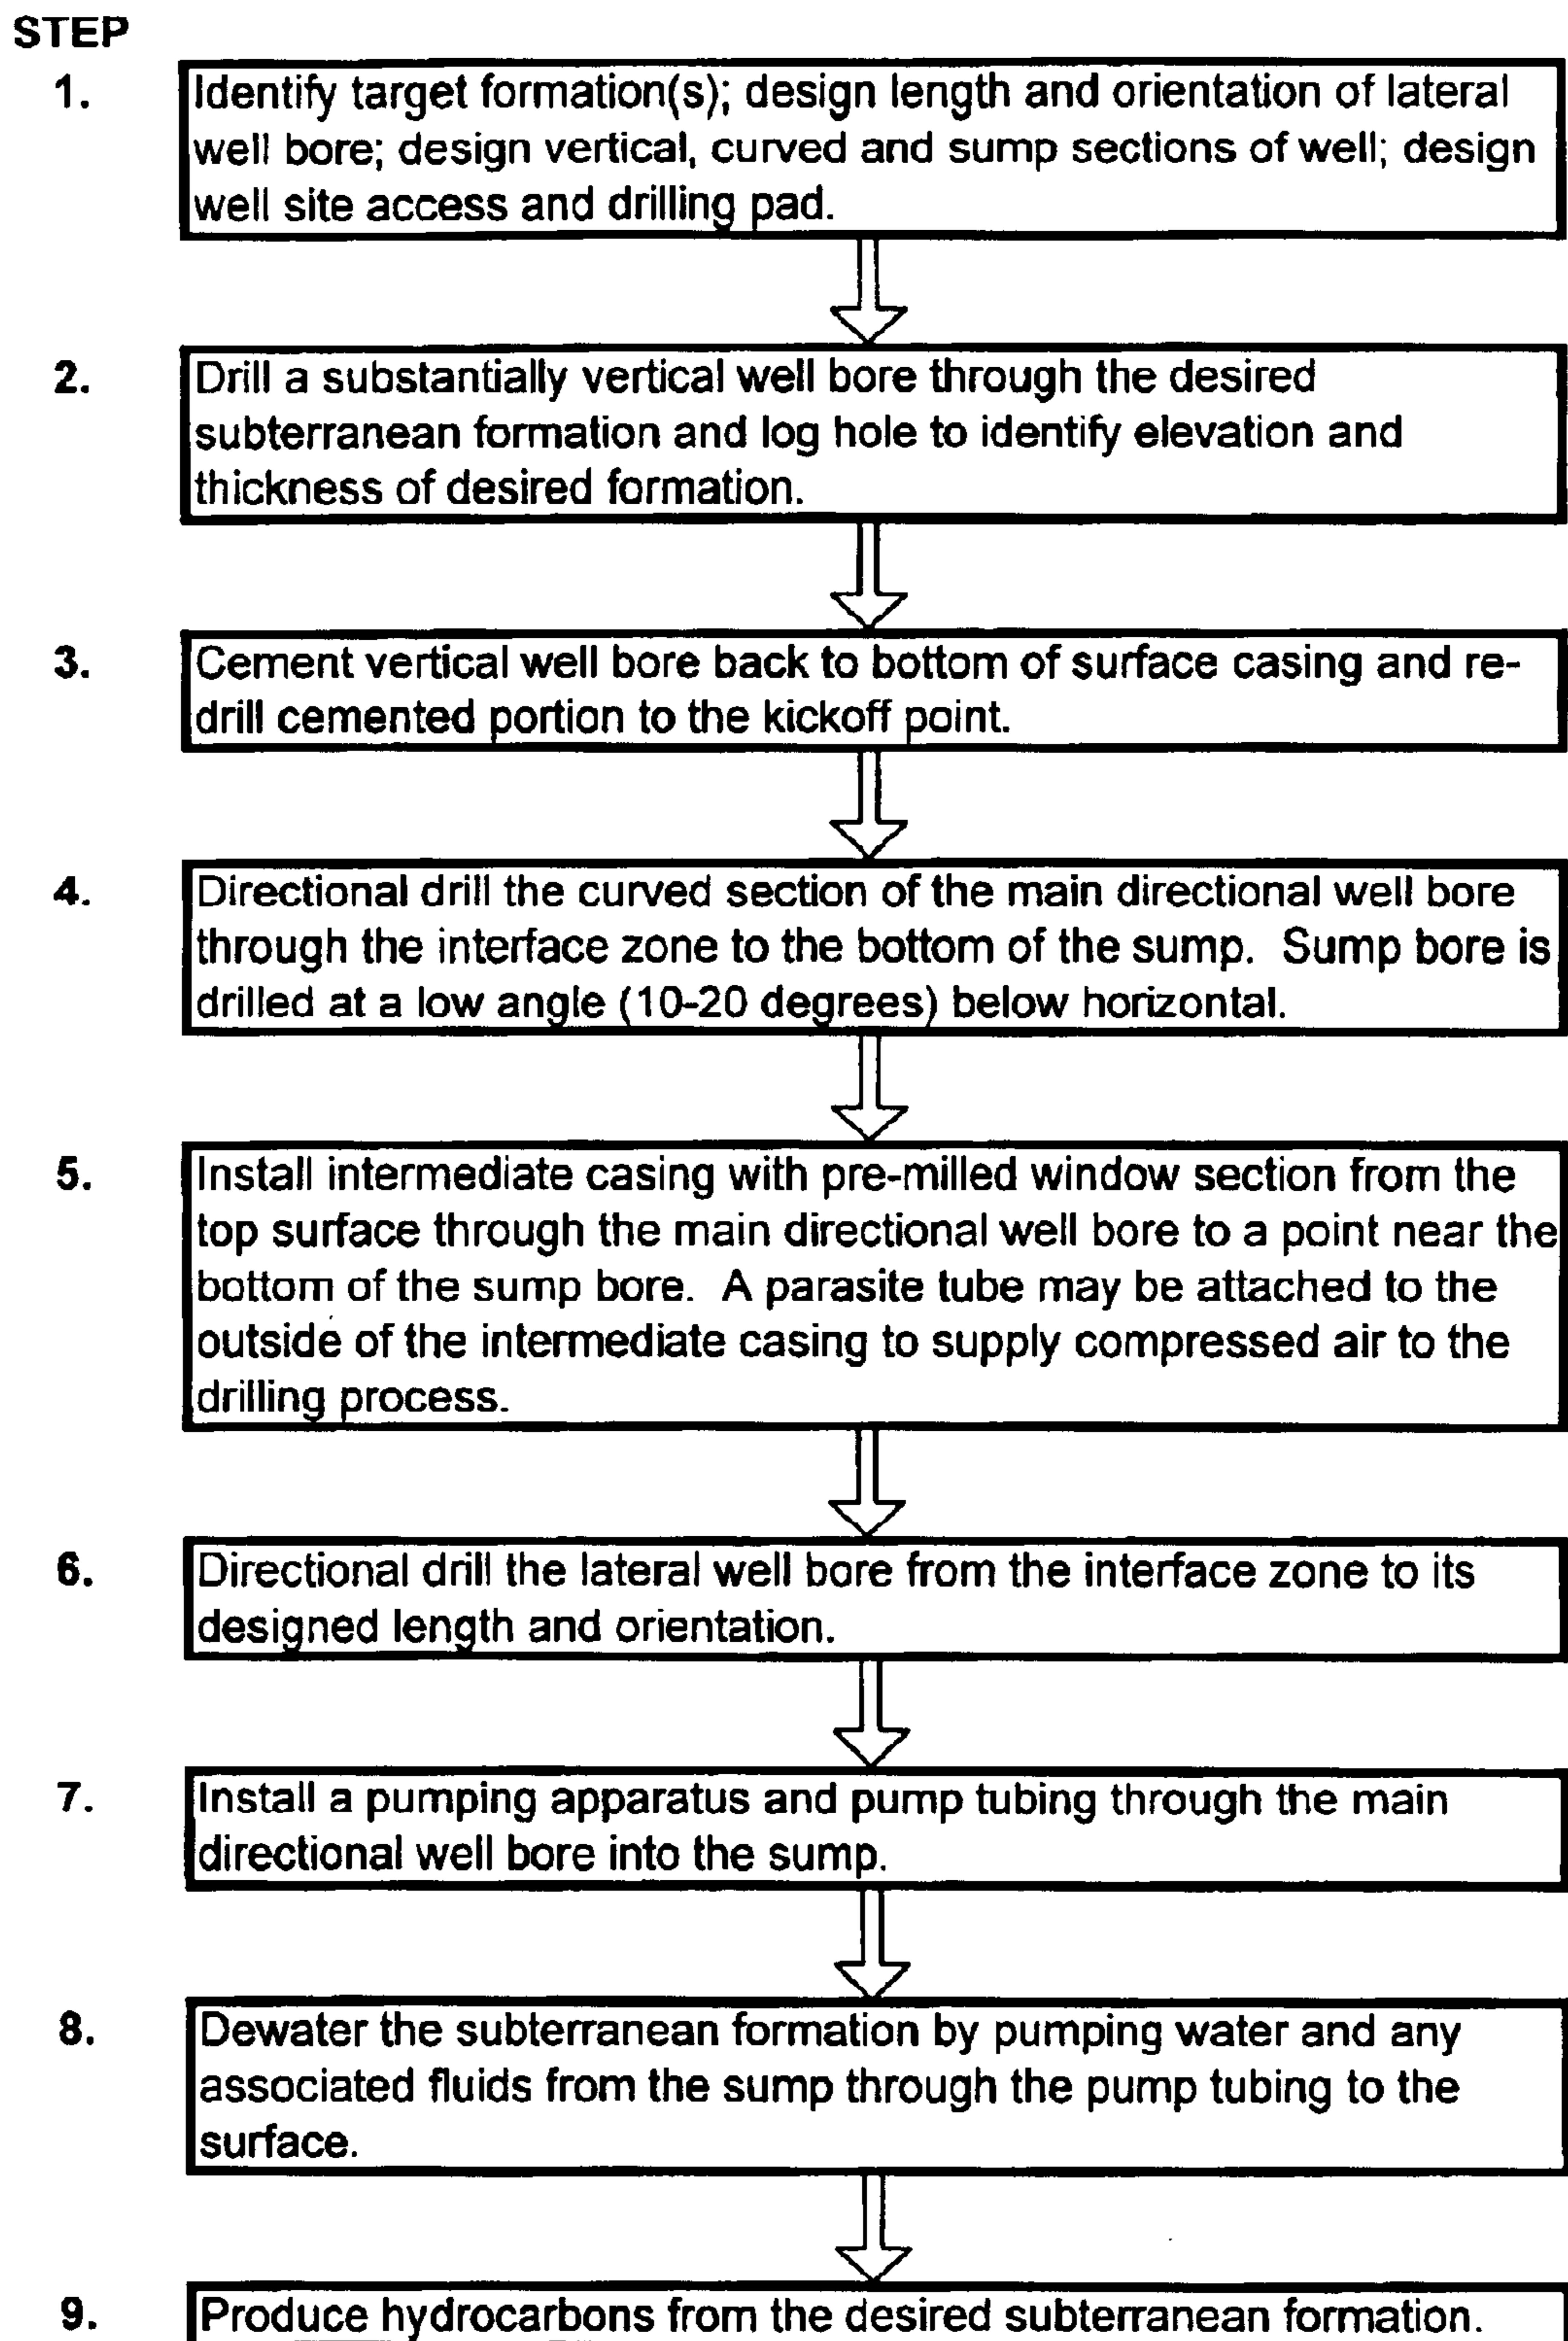 STEP
1. Identify target formation(s); design length and orientation of lateral
well bore; design vertical, curved and sump sections of well; design
well site access and drilling pad.
2. Drill a substantially vertical well bore through the desired
subterranean formation and log hole to identify elevation and
thickness of desired formation.
3. Cement vertical well bore back to bottom of surface casing and re-
drill cemented portion to the kickoff point.
4. Directional drill the curved section of the main directional well bore
through the interface zone to the bottom of the sump. Sump bore is
drilled at a low angle (10-20 degrees) below horizontal.
5. Install intermediate casing with pre-milled window section from the
top surface through the main directional well bore to a point near the
bottom of the sump bore. A parasite tube may be attached to the
outside of the intermediate casing to supply compressed air to the
drilling process.
6. Directional drill the lateral well bore from the interface zone to its
designed length and orientation.
7. Install a pumping apparatus and pump tubing through the main
directional well bore into the sump.
8. Dewater the subterranean formation by pumping water and any
associated fluids from the sump through the pump tubing to the
surface.
9. Produce hydrocarbons from the desired subterranean formation.